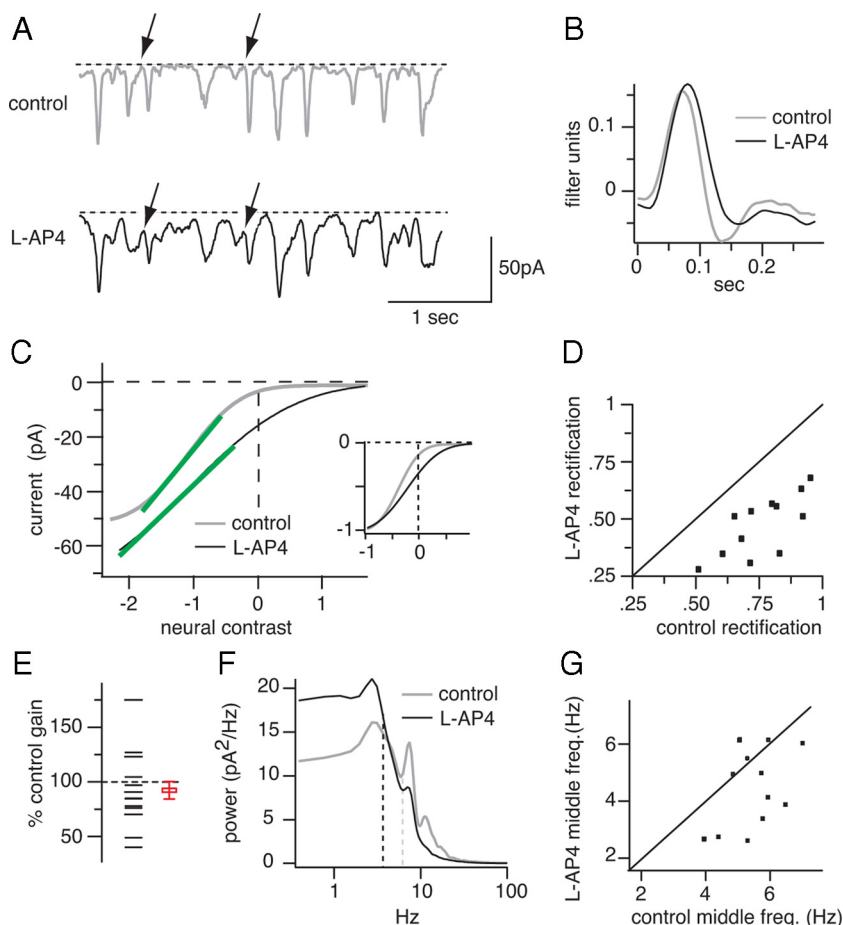 A
control
L-AP4
50pA
1 sec
B
filter units
0.1
0
0
0.1
0.2
sec
control
L-AP4
C
current (pA)
0
-20
-40
-60
-2
-1
0
1
neural contrast
control
L-AP4
0
-1
-1
0
D
L-AP4 rectification
1
.75
.50
.25
.25
.50
.75
1
control rectification
E
% control gain
150
100
50
F
power (pA2/Hz)
20
15
10
5
0
1
10
100
Hz
control
L-AP4
G
L-AP4 middle freq.(Hz)
6
4
2
2
4
6
control middle freq. (Hz)